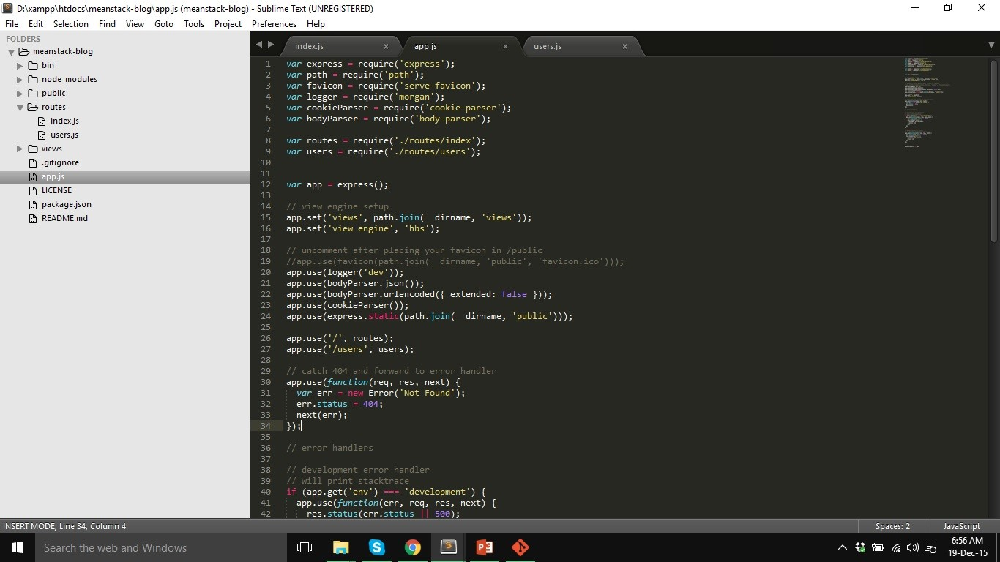 D:\xampp\htdocs\meanstack-blog\app.js (meanstack-blog) - Sublime Text (UNREGISTERED)
File Edit Selection Find View Goto Tools Project Preferences Help
FOLDERS
meanstack-blog
bin
node_modules
public
routes
index.js
users.js
views
.gitignore
app.js
LICENSE
package.json
README.md
index.js × app.js × users.js ×
1 var express = require('express');
2 var path = require('path');
3 var favicon = require('serve-favicon');
4 var logger = require('morgan');
5 var cookieParser = require('cookie-parser');
6 var bodyParser = require('body-parser');
7
8 var routes = require('./routes/index');
9 var users = require('./routes/users');
10
11
12 var app = express();
13
14 // view engine setup
15 app.set('views', path.join(__dirname, 'views'));
16 app.set('view engine', 'hbs');
17
18 // uncomment after placing your favicon in /public
19 //app.use(favicon(path.join(__dirname, 'public', 'favicon.ico')));
20 app.use(logger('dev'));
21 app.use(bodyParser.json());
22 app.use(bodyParser.urlencoded({ extended: false }));
23 app.use(cookieParser());
24 app.use(express.static(path.join(__dirname, 'public')));
25
26 app.use('/', routes);
27 app.use('/users', users);
28
29 // catch 404 and forward to error handler
30 app.use(function(req, res, next) {
31   var err = new Error('Not Found');
32   err.status = 404;
33   next(err);
34 });
35
36 // error handlers
37
38 // development error handler
39 // will print stacktrace
40 if (app.get('env') === 'development') {
41   app.use(function(err, req, res, next) {
42     res.status(err.status || 500);
INSERT MODE, Line 34, Column 4 Spaces: 2 JavaScript
Search the web and Windows
6:56 AM
19-Dec-15